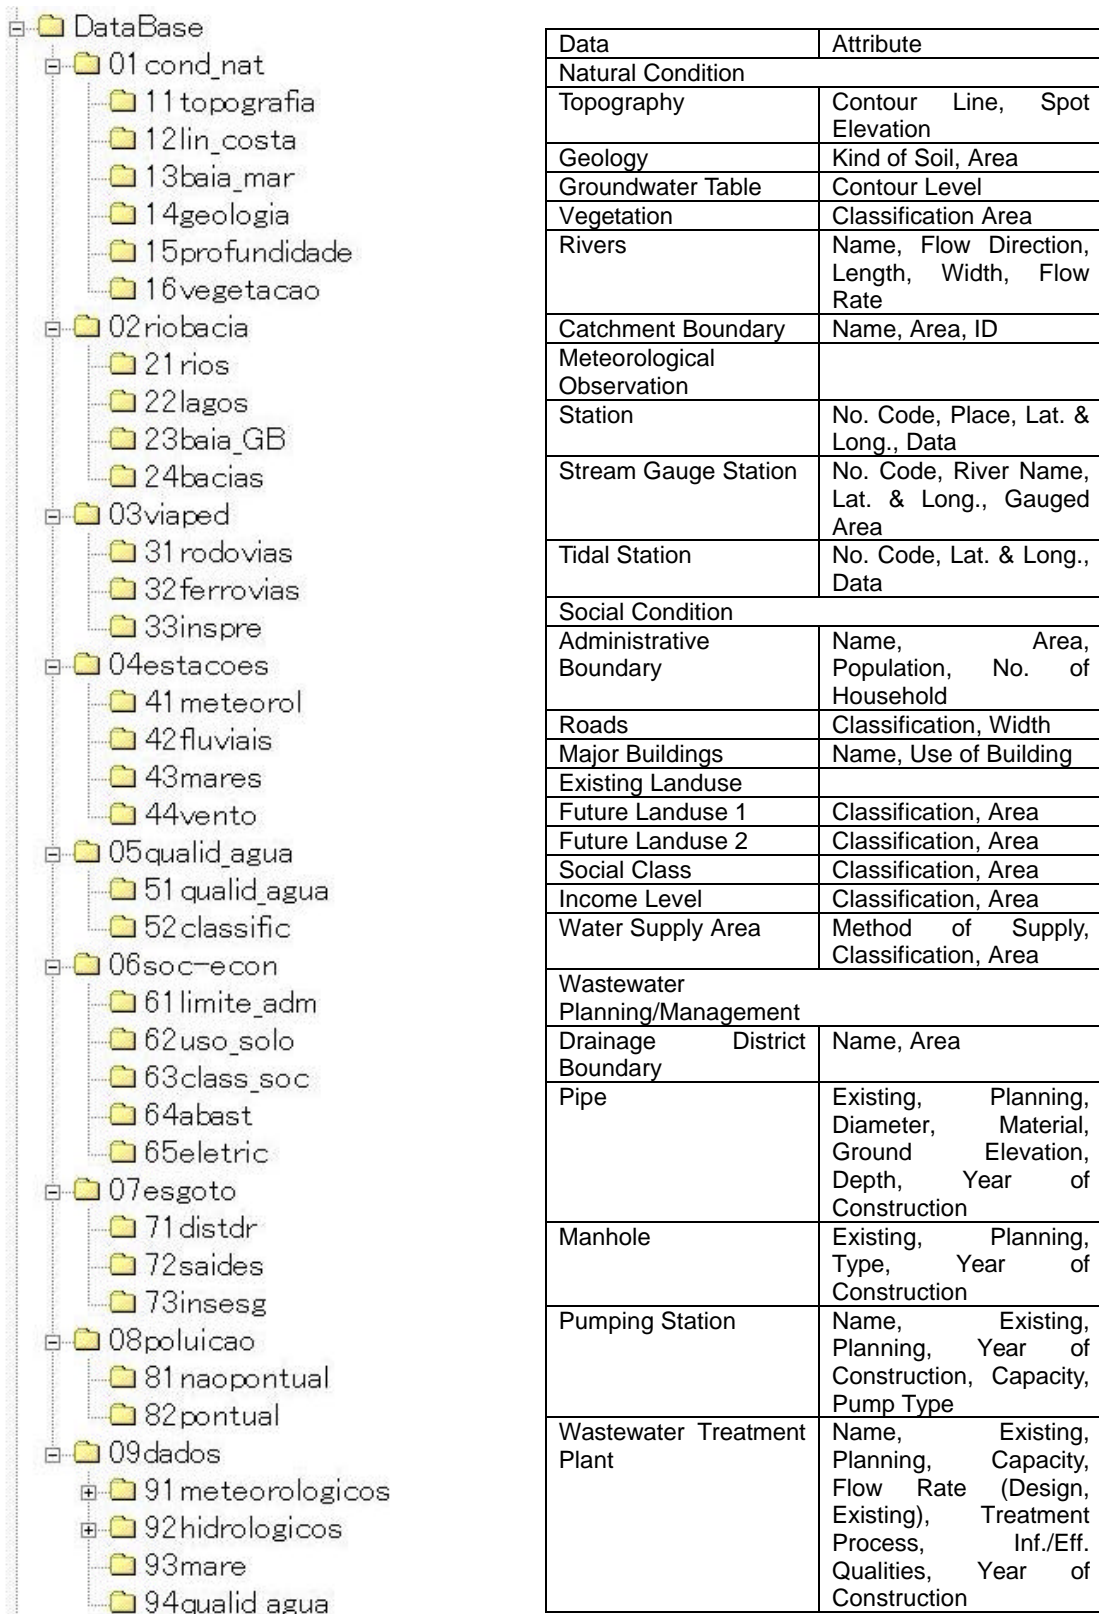 DataBase
01cond_nat
11topografia
12lin_costa
13baia_mar
14geologia
15profundidade
16vegetacao
02riobacia
21rios
22lagos
23baia_GB
24bacias
03viaped
31rodovias
32ferrovias
33inspre
04estacoes
41meteorol
42fluviais
43mares
44vento
05qualid_agua
51qualid_agua
52classific
06soc-econ
61limite_adm
62uso_solo
63class_soc
64abast
65eletric
07esgoto
71distdr
72saides
73insesg
08poluicao
81naopontual
82pontual
09dados
91meteorologicos
92hidrologicos
93mare
94qualid_agua
Data Attribute
Natural Condition
Topography Contour Line, Spot
Elevation
Geology Kind of Soil, Area
Groundwater Table Contour Level
Vegetation Classification Area
Rivers Name, Flow Direction,
Length, Width, Flow
Rate
Catchment Boundary Name, Area, ID
Meteorological
Observation
Station No. Code, Place, Lat. &
Long., Data
Stream Gauge Station No. Code, River Name,
Lat. & Long., Gauged
Area
Tidal Station No. Code, Lat. & Long.,
Data
Social Condition
Administrative Name, Area,
Boundary Population, No. of
Household
Roads Classification, Width
Major Buildings Name, Use of Building
Existing Landuse
Future Landuse 1 Classification, Area
Future Landuse 2 Classification, Area
Social Class Classification, Area
Income Level Classification, Area
Water Supply Area Method of Supply,
Classification, Area
Wastewater
Planning/Management
Drainage District Name, Area
Boundary
Pipe Existing, Planning,
Diameter, Material,
Ground Elevation,
Depth, Year of
Construction
Manhole Existing, Planning,
Type, Year of
Construction
Pumping Station Name, Existing,
Planning, Year of
Construction, Capacity,
Pump Type
Wastewater Treatment Name, Existing,
Plant Planning, Capacity,
Flow Rate (Design,
Existing), Treatment
Process, Inf./Eff.
Qualities, Year of
Construction